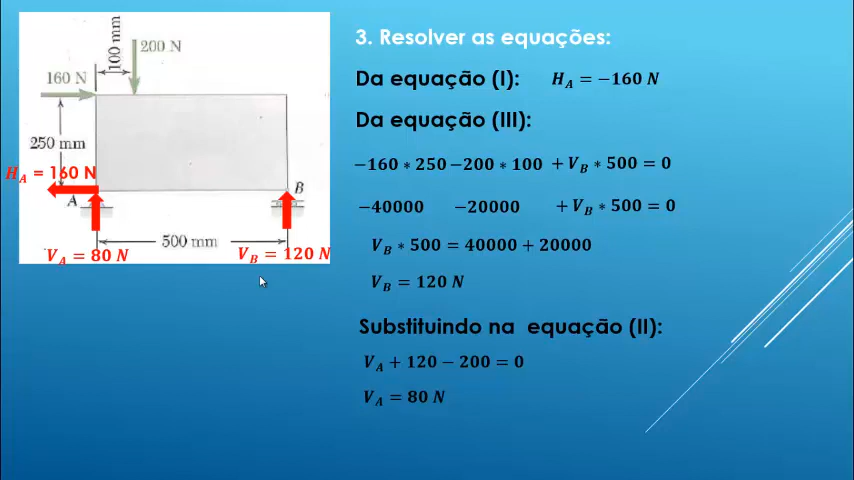 100 mm
200 N
160 N
250 mm
H_A = 160 N
A
B
500 mm
V_A = 80 N
V_B = 120 N
3. Resolver as equações:
Da equação (I): H_A = −160 N
Da equação (III):
−160 ∗ 250 −200 ∗ 100 + V_B ∗ 500 = 0
−40000 −20000 + V_B ∗ 500 = 0
V_B ∗ 500 = 40000 + 20000
V_B = 120 N
Substituindo na equação (II):
V_A + 120 − 200 = 0
V_A = 80 N